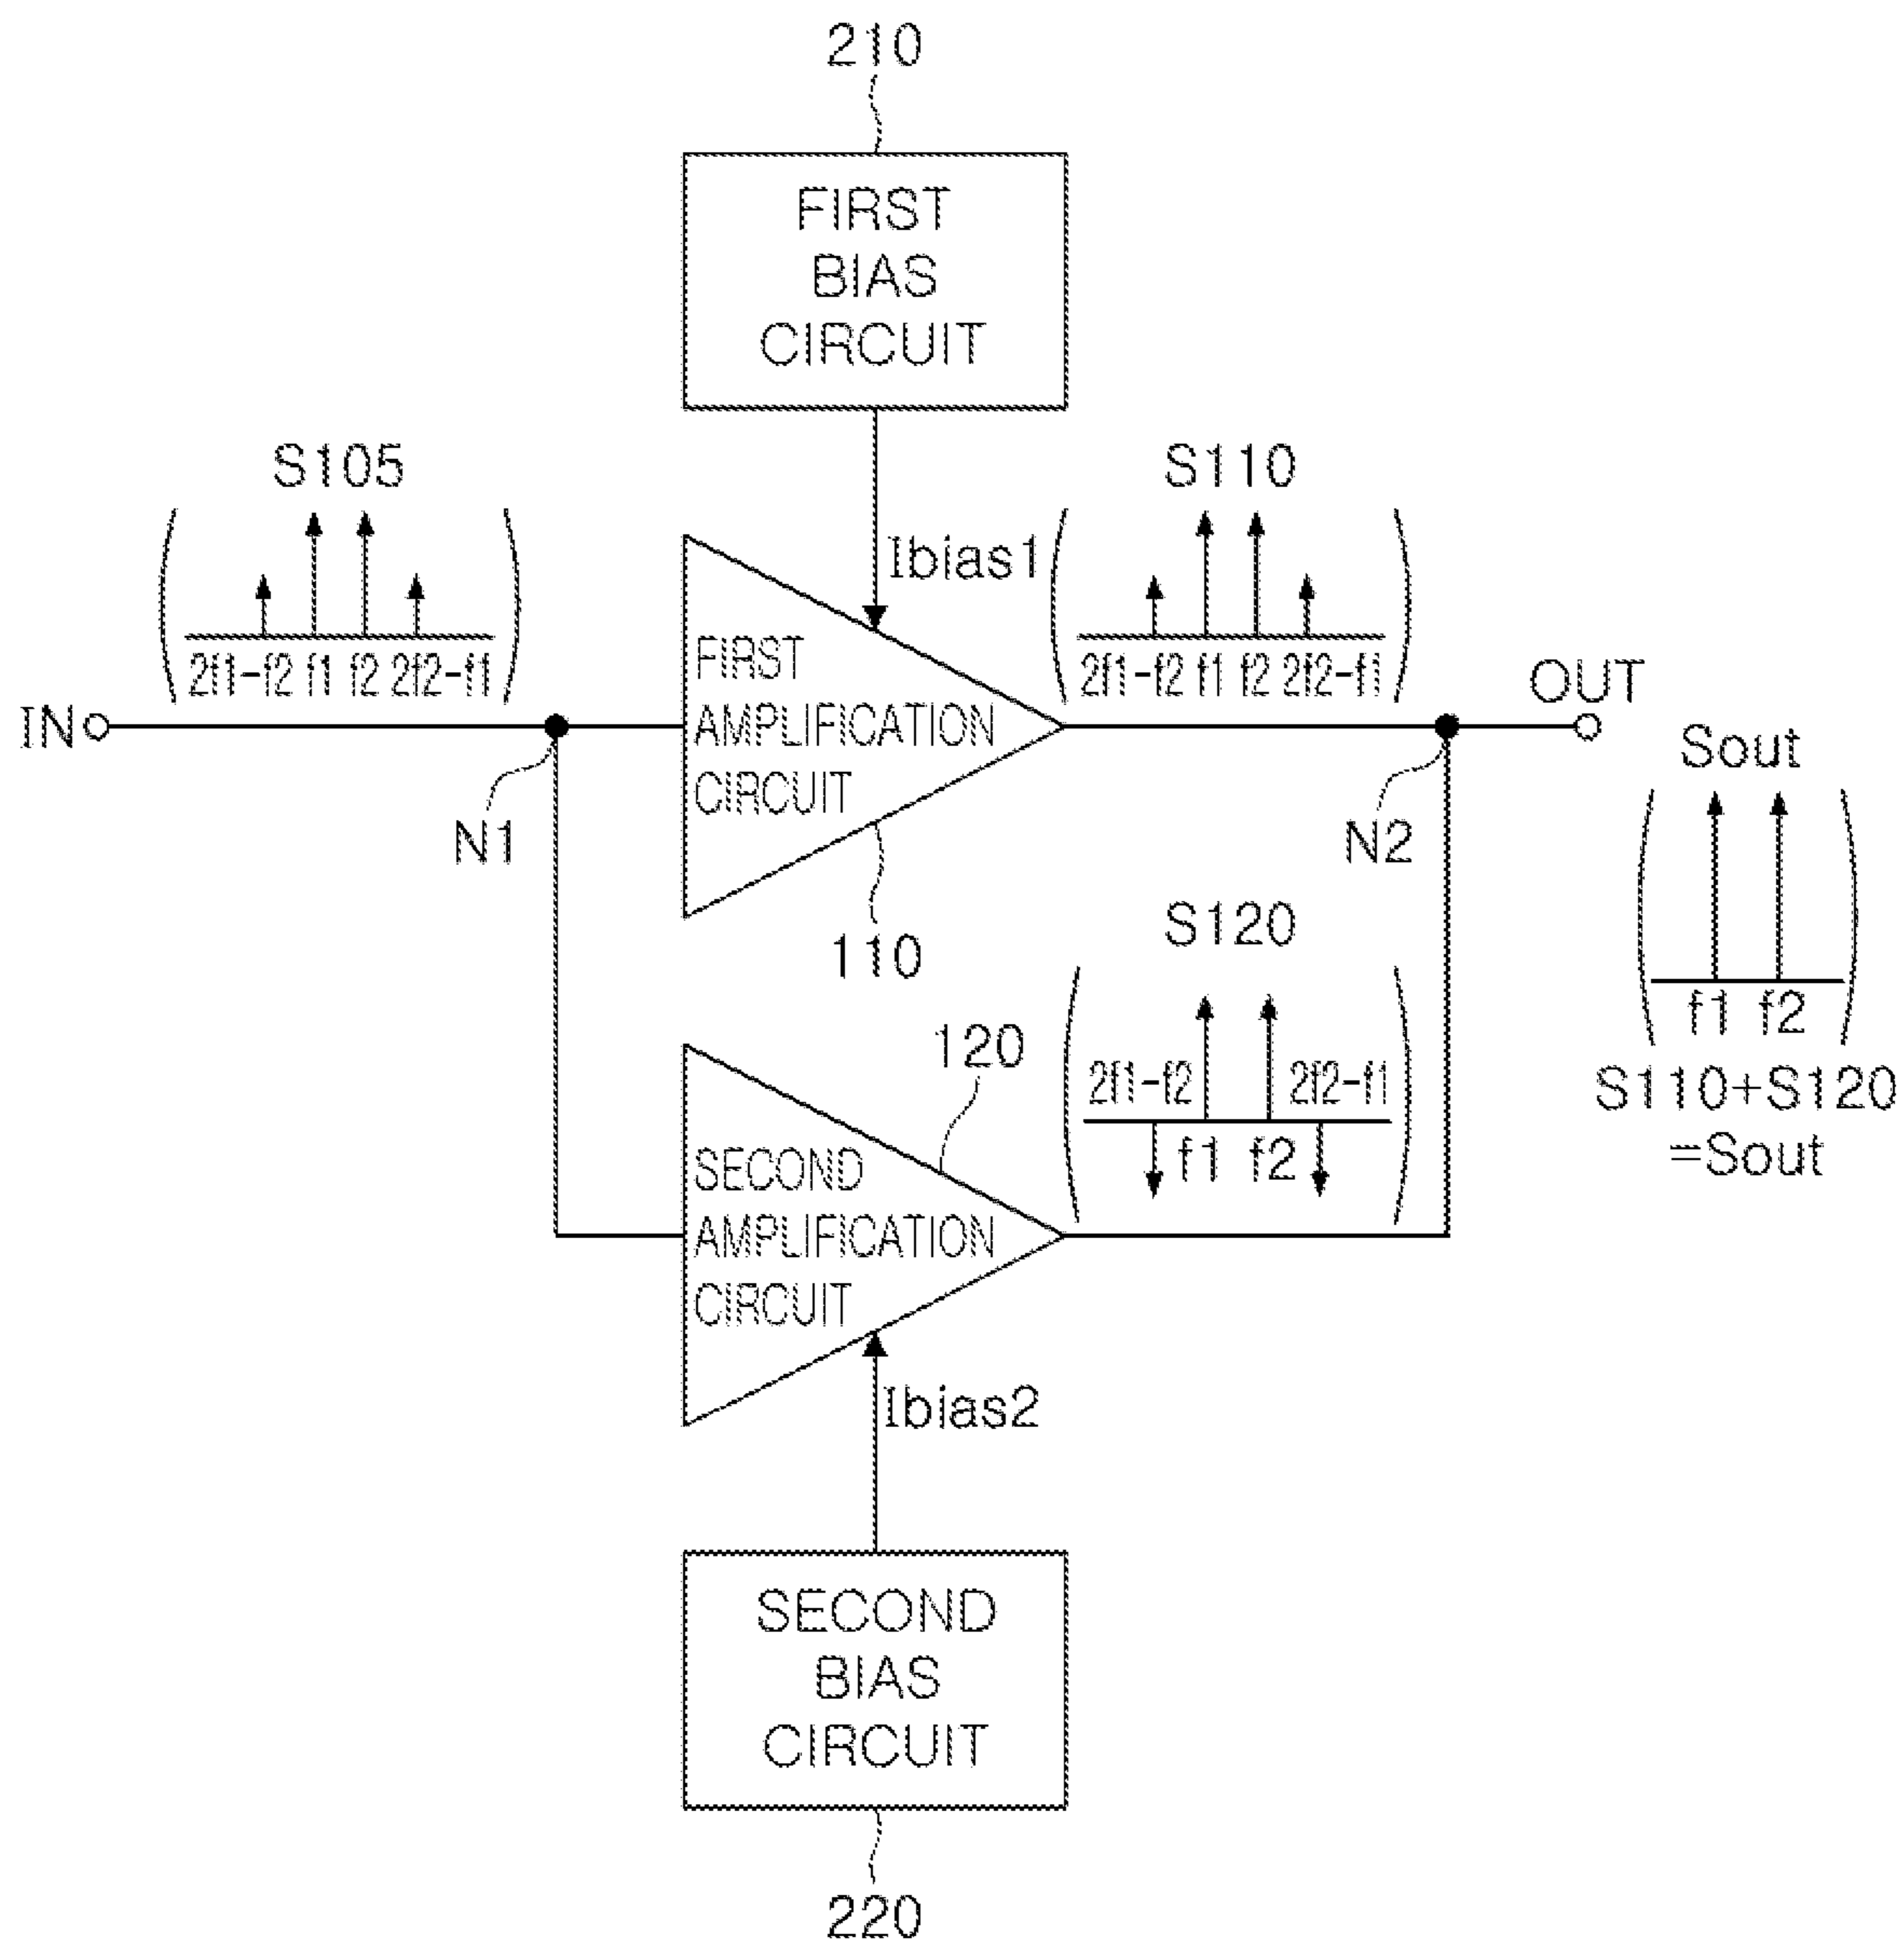 210
FIRST
BIAS
CIRCUIT
S105
S110
Ibias1
2f1-f2 f1 f2 2f2-f1
2f1-f2 f1 f2 2f2-f1
FIRST
AMPLIFICATION
CIRCUIT
IN
OUT
N1
N2
Sout
110
S120
f1 f2
S110+S120
=Sout
120
2f1-f2 2f2-f1
f1 f2
SECOND
AMPLIFICATION
CIRCUIT
Ibias2
SECOND
BIAS
CIRCUIT
220